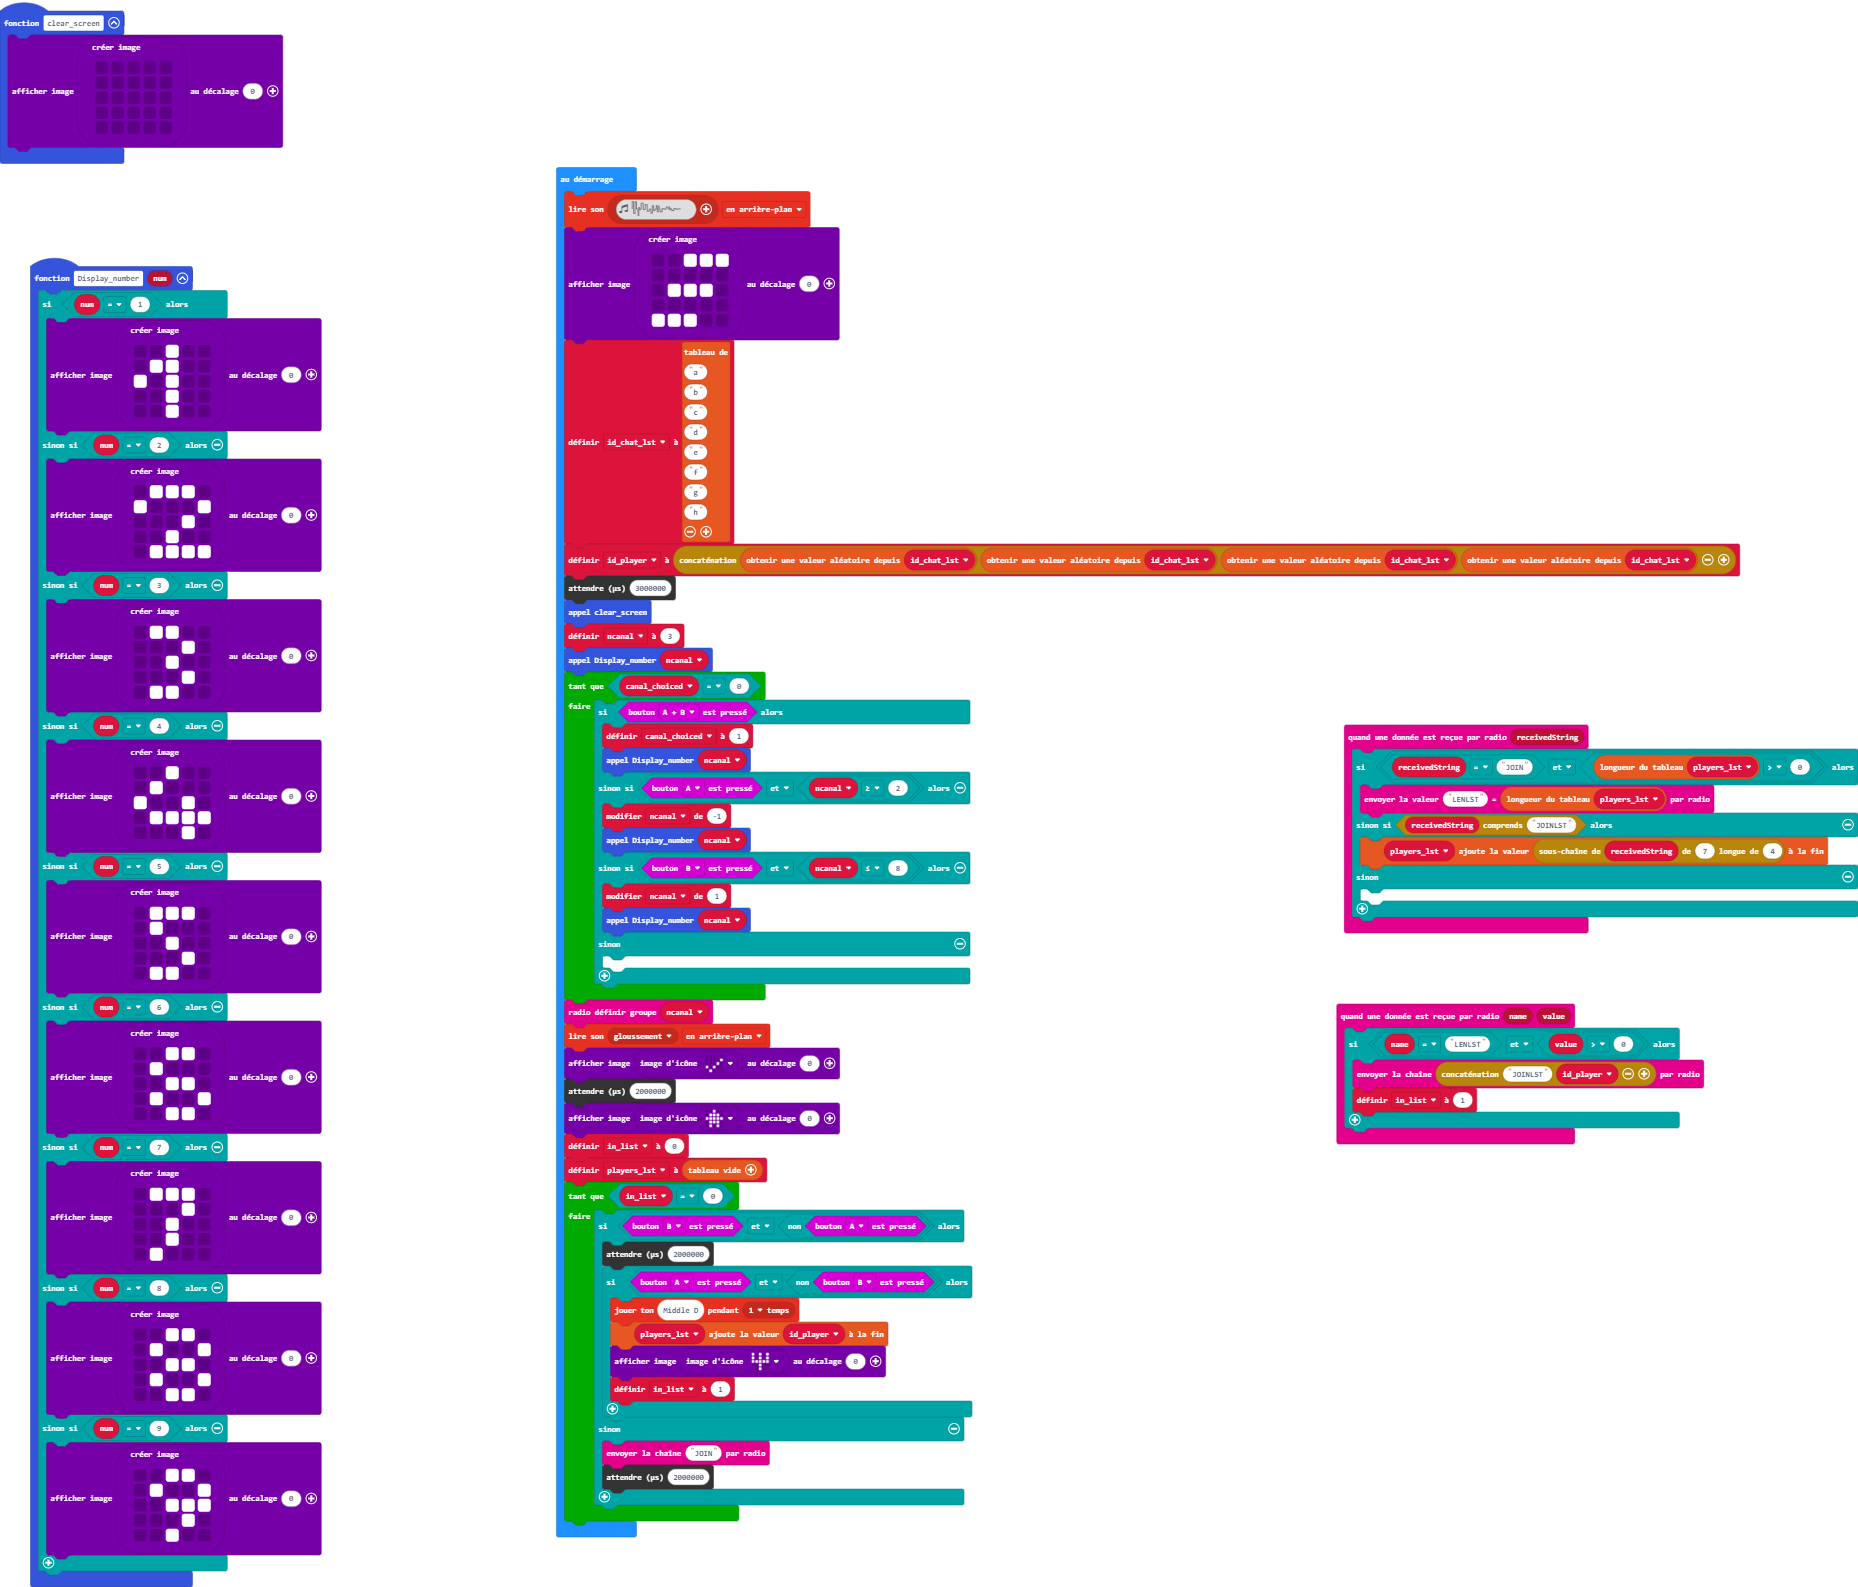 fonction clear_screen
créer image
afficher image au décalage 0
fonction Display_number num
si num = 1 alors
créer image
afficher image au décalage 0
sinon si num = 2 alors
créer image
afficher image au décalage 0
sinon si num = 3 alors
créer image
afficher image au décalage 0
sinon si num = 4 alors
créer image
afficher image au décalage 0
sinon si num = 5 alors
créer image
afficher image au décalage 0
sinon si num = 6 alors
créer image
afficher image au décalage 0
sinon si num = 7 alors
créer image
afficher image au décalage 0
sinon si num = 8 alors
créer image
afficher image au décalage 0
sinon si num = 9 alors
créer image
afficher image au décalage 0
au démarrage
lire son en arrière-plan
créer image
afficher image au décalage 0
tableau de
"a"
"b"
"c"
"d"
"e"
"f"
"g"
"h"
définir id_chat_lst à
définir id_player à concaténation obtenir une valeur aléatoire depuis id_chat_lst obtenir une valeur aléatoire depuis id_chat_lst obtenir une valeur aléatoire depuis id_chat_lst obtenir une valeur aléatoire depuis id_chat_lst
attendre (µs) 3000000
appel clear_screen
définir ncanal à 3
appel Display_number ncanal
tant que canal_choiced = 0
faire
si bouton A + B est pressé alors
définir canal_choiced à 1
appel Display_number ncanal
sinon si bouton A est pressé et ncanal ≥ 2 alors
modifier ncanal de -1
appel Display_number ncanal
sinon si bouton B est pressé et ncanal ≤ 8 alors
modifier ncanal de 1
appel Display_number ncanal
sinon
radio définir groupe ncanal
lire son gloussement en arrière-plan
afficher image image d'icône au décalage 0
attendre (µs) 2000000
afficher image image d'icône au décalage 0
définir in_list à 0
définir players_lst à tableau vide
tant que in_list = 0
faire
si bouton B est pressé et non bouton A est pressé alors
attendre (µs) 2000000
si bouton A est pressé et non bouton B est pressé alors
jouer ton Middle D pendant 1 temps
players_lst ajoute la valeur id_player à la fin
afficher image image d'icône au décalage 0
définir in_list à 1
sinon
envoyer la chaîne "JOIN" par radio
attendre (µs) 2000000
quand une donnée est reçue par radio receivedString
si receivedString = "JOIN" et longueur du tableau players_lst > 0 alors
envoyer la valeur "LENLST" = longueur du tableau players_lst par radio
sinon si receivedString comprends "JOINLST" alors
players_lst ajoute la valeur sous-chaîne de receivedString de 7 longue de 4 à la fin
sinon
quand une donnée est reçue par radio name value
si name = "LENLST" et value > 0 alors
envoyer la chaîne concaténation "JOINLST" id_player par radio
définir in_list à 1